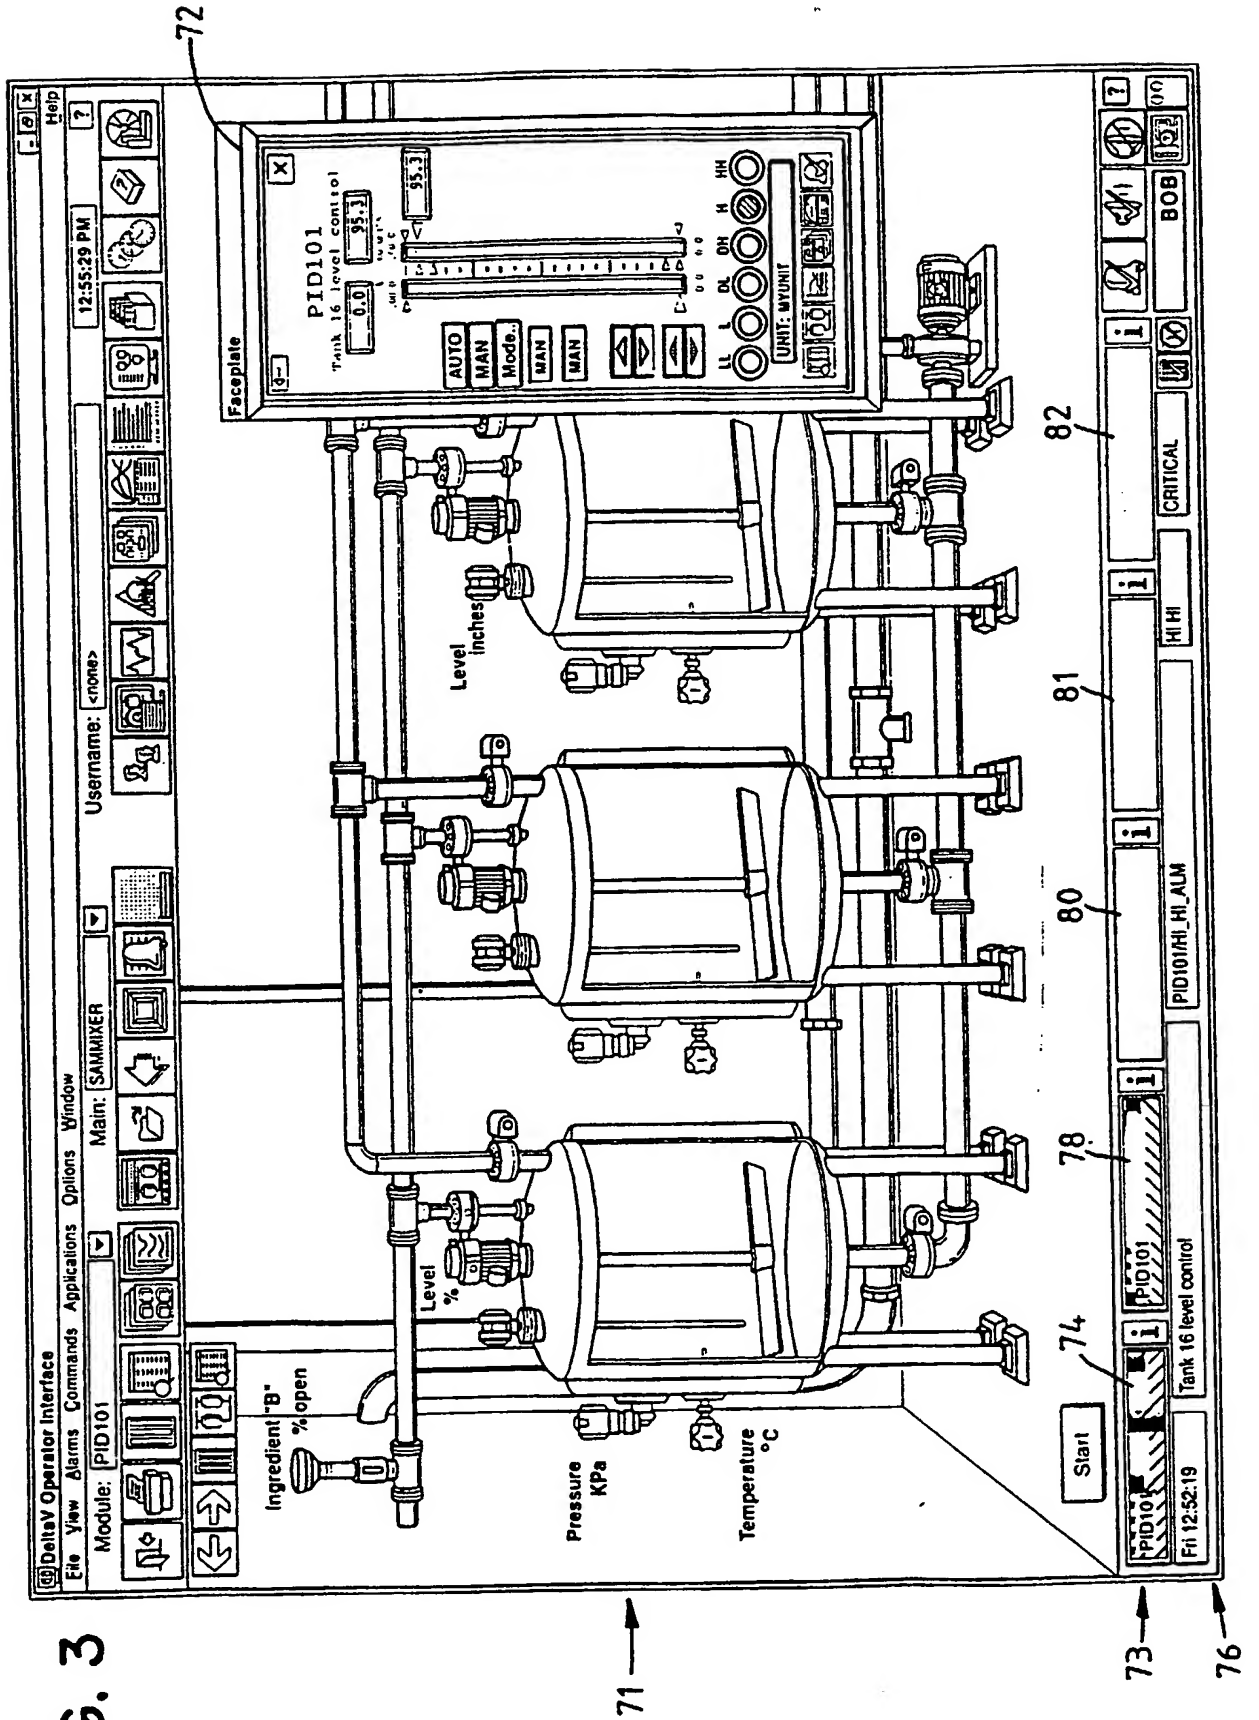 G. 3
DeltaV Operator Interface
File View Alarms Commands Applications Options Window Help
Module: PID101 Main: SAMMIXER Username: <none> 12:55:29 PM ?
72
71
Ingredient "B"
% open
Level
%
Level
inches
Pressure
KPa
Temperature
°C
Start
Faceplate
X
PID101
Tank 16 level control
0.0 95.3
95.3
AUTO
MAN
Mode..
MAN
MAN
0.0
LL L DL DH H HH
UNIT: MYUNIT
74 78 80 81 82
73
PID101 i PID101 i i i i ?
Fri 12:52:19 Tank 16 level control PID101/HI_HI_ALM HI HI CRITICAL BOB
76